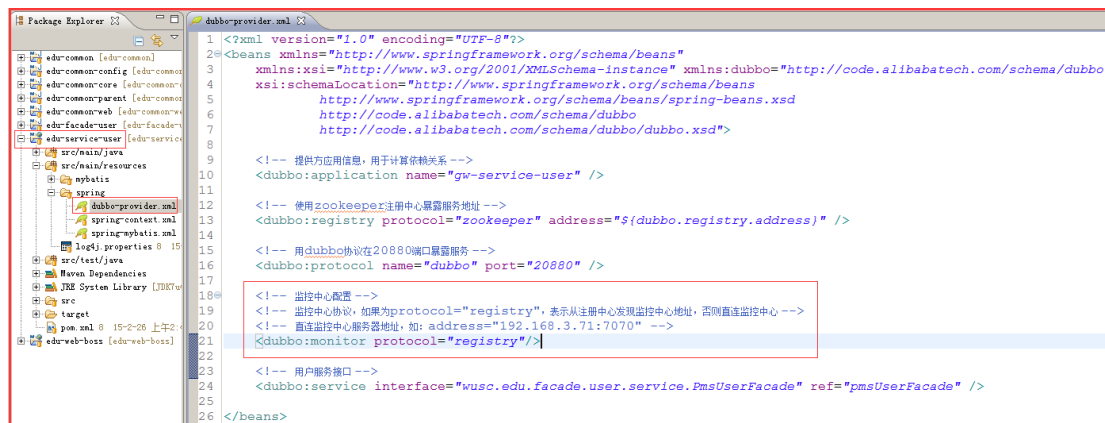 Package Explorer
edu-common [edu-common]
edu-common-config [edu-common
edu-common-core [edu-common-c
edu-common-parent [edu-common
edu-common-web [edu-common-we
edu-facade-user [edu-facade-u
edu-service-user [edu-service
src/main/java
src/main/resources
mybatis
spring
dubbo-provider.xml
spring-context.xml
spring-mybatis.xml
log4j.properties 8 15
src/test/java
Maven Dependencies
JRE System Library [JDK7u
src
target
pom.xml 8 15-2-26 上午2:
edu-web-boss [edu-web-boss]
dubbo-provider.xml
1 <?xml version="1.0" encoding="UTF-8"?>
2 <beans xmlns="http://www.springframework.org/schema/beans"
3 xmlns:xsi="http://www.w3.org/2001/XMLSchema-instance" xmlns:dubbo="http://code.alibabatech.com/schema/dubbo
4 xsi:schemaLocation="http://www.springframework.org/schema/beans
5 http://www.springframework.org/schema/beans/spring-beans.xsd
6 http://code.alibabatech.com/schema/dubbo
7 http://code.alibabatech.com/schema/dubbo/dubbo.xsd">
8
9 <!-- 提供方应用信息，用于计算依赖关系 -->
10 <dubbo:application name="gw-service-user" />
11
12 <!-- 使用zookeeper注册中心暴露服务地址 -->
13 <dubbo:registry protocol="zookeeper" address="${dubbo.registry.address}" />
14
15 <!-- 用dubbo协议在20880端口暴露服务 -->
16 <dubbo:protocol name="dubbo" port="20880" />
17
18 <!-- 监控中心配置 -->
19 <!-- 监控中心协议，如果为protocol="registry"，表示从注册中心发现监控中心地址，否则直连监控中心 -->
20 <!-- 直连监控中心服务器地址，如：address="192.168.3.71:7070" -->
21 <dubbo:monitor protocol="registry"/>
22
23 <!-- 用户服务接口 -->
24 <dubbo:service interface="wusc.edu.facade.user.service.PmsUserFacade" ref="pmsUserFacade" />
25
26 </beans>